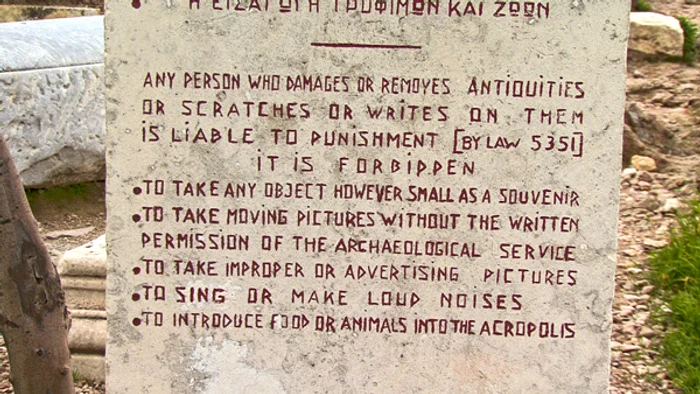 • Η ΕΙΣΑΓΩΓΗ ΤΡΟΦΙΜΩΝ ΚΑΙ ΖΩΩΝ
ANY PERSON WHO DAMAGES OR REMOVES ANTIQUITIES
OR SCRATCHES OR WRITES ON THEM
IS LIABLE TO PUNISHMENT [BY LAW 5351]
IT IS FORBIDDEN
•TO TAKE ANY OBJECT HOWEVER SMALL AS A SOUVENIR
•TO TAKE MOVING PICTURES WITHOUT THE WRITTEN
PERMISSION OF THE ARCHAEOLOGICAL SERVICE
•TO TAKE IMPROPER OR ADVERTISING PICTURES
•TO SING OR MAKE LOUD NOISES
•TO INTRODUCE FOOD OR ANIMALS INTO THE ACROPOLIS